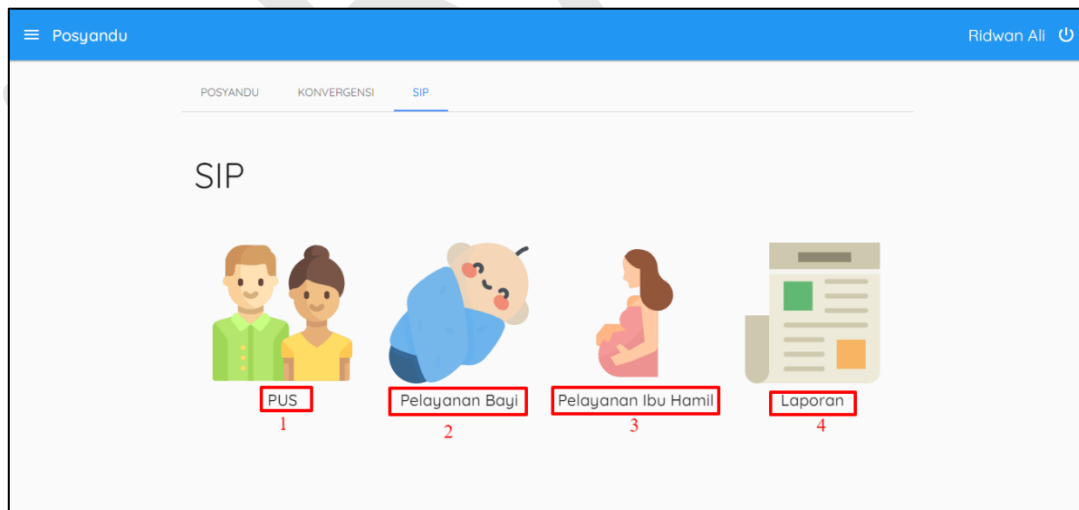 Posyandu
Ridwan Ali
POSYANDU KONVERGENSI SIP
SIP
PUS
Pelayanan Bayi
Pelayanan Ibu Hamil
Laporan
1
2
3
4